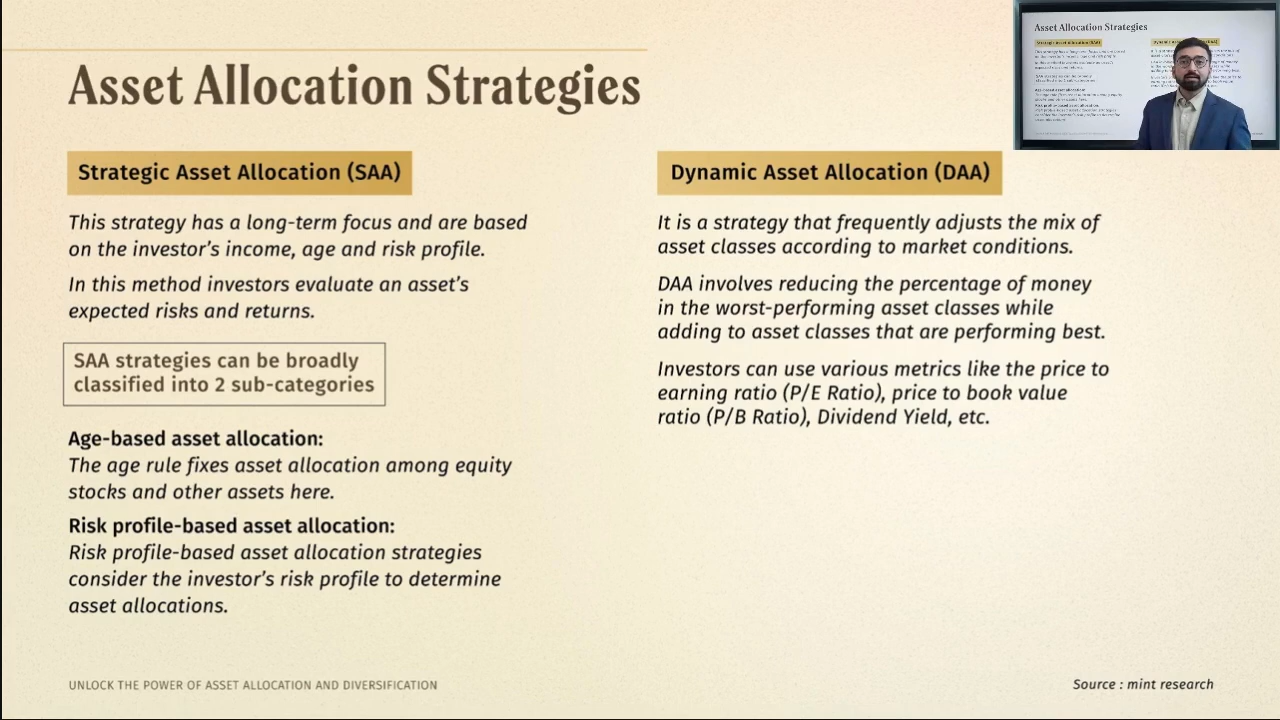 Asset Allocation Strategies
Strategic Asset Allocation (SAA)
This strategy has a long-term focus and are based
on the investor's income, age and risk profile.
In this method investors evaluate an asset's
expected risks and returns.
SAA strategies can be broadly
classified into 2 sub-categories
Age-based asset allocation:
The age rule fixes asset allocation among equity
stocks and other assets here.
Risk profile-based asset allocation:
Risk profile-based asset allocation strategies
consider the investor's risk profile to determine
asset allocations.
Dynamic Asset Allocation (DAA)
It is a strategy that frequently adjusts the mix of
asset classes according to market conditions.
DAA involves reducing the percentage of money
in the worst-performing asset classes while
adding to asset classes that are performing best.
Investors can use various metrics like the price to
earning ratio (P/E Ratio), price to book value
ratio (P/B Ratio), Dividend Yield, etc.
UNLOCK THE POWER OF ASSET ALLOCATION AND DIVERSIFICATION
Source : mint research
Asset Allocation Strategies
Strategic Asset Allocation (SAA)